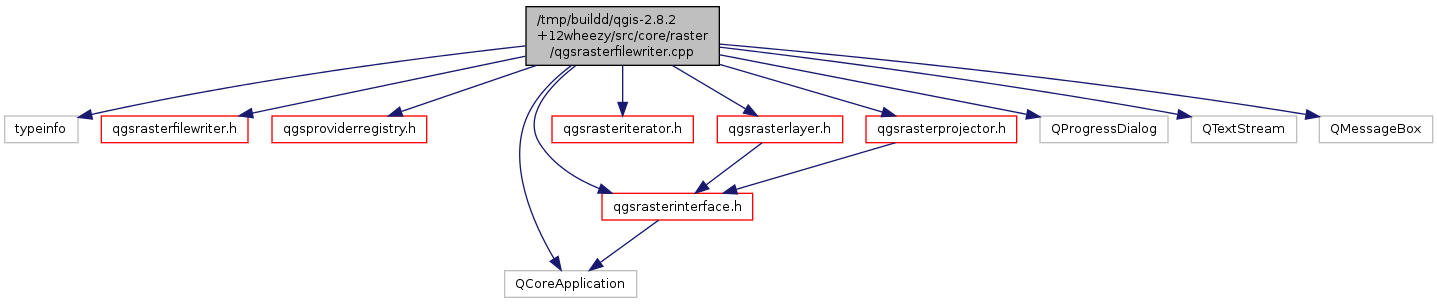 /tmp/buildd/qgis-2.8.2
+12wheezy/src/core/raster
/qgsrasterfilewriter.cpp
typeinfo
qgsrasterfilewriter.h
qgsproviderregistry.h
qgsrasteriterator.h
qgsrasterlayer.h
qgsrasterprojector.h
QProgressDialog
QTextStream
QMessageBox
qgsrasterinterface.h
QCoreApplication